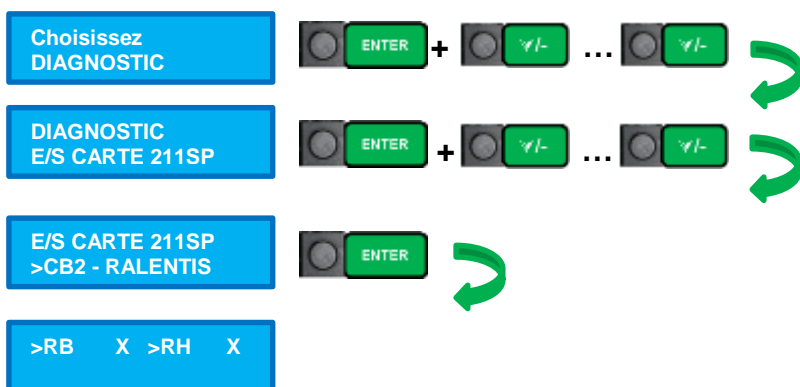 Choisissez
DIAGNOSTIC
ENTER + ∀/- ... ∀/-
DIAGNOSTIC
E/S CARTE 211SP
ENTER + ∀/- ... ∀/-
E/S CARTE 211SP
>CB2 - RALENTIS
ENTER
>RB X >RH X